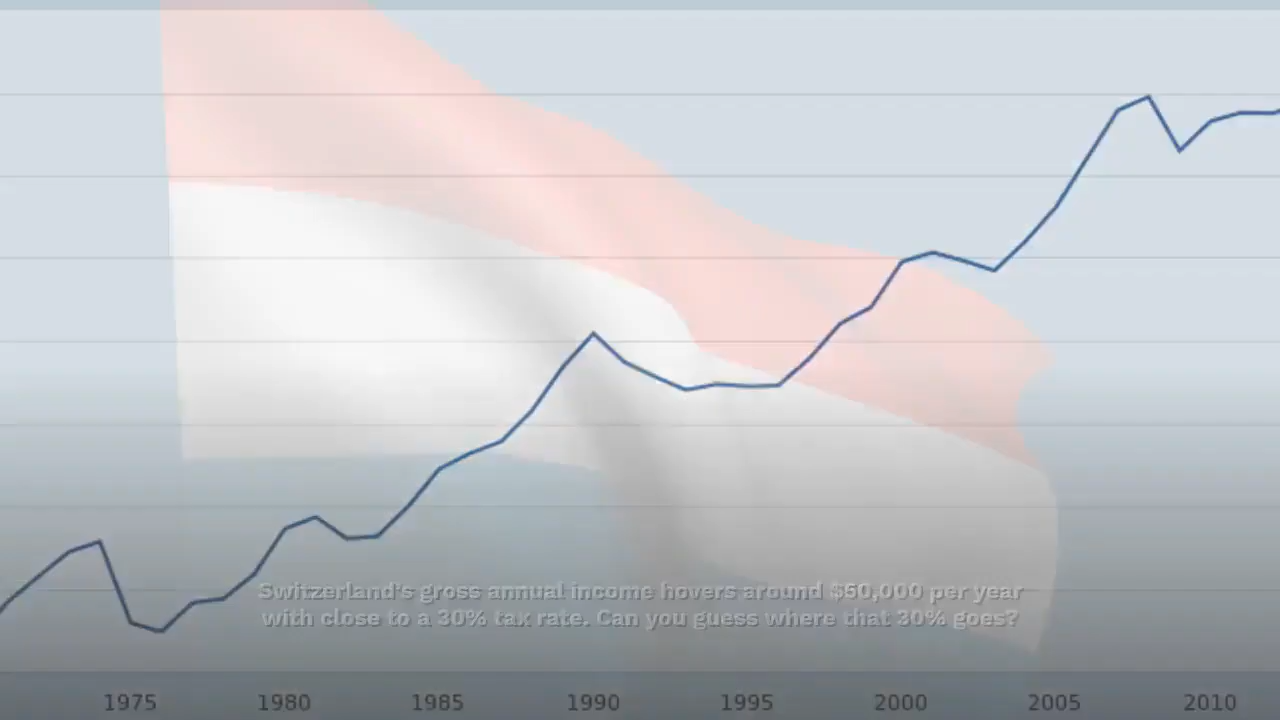 Switzerland's gross annual income hovers around $50,000 per year
with close to a 30% tax rate. Can you guess where that 30% goes?
1975 1980 1985 1990 1995 2000 2005 2010